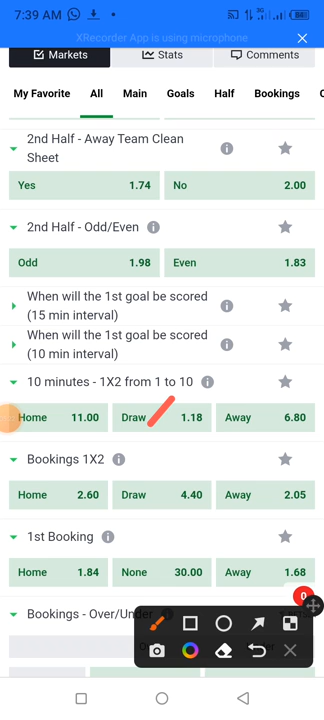 7:39 AM
3G
XRecorder App is using microphone
Markets Stats Comments
My Favorite All Main Goals Half Bookings
2nd Half - Away Team Clean
Sheet
Yes 1.74 No 2.00
2nd Half - Odd/Even
Odd 1.98 Even 1.83
When will the 1st goal be scored
(15 min interval)
When will the 1st goal be scored
(10 min interval)
10 minutes - 1X2 from 1 to 10
Home 11.00 Draw 1.18 Away 6.80
Bookings 1X2
Home 2.60 Draw 4.40 Away 2.05
1st Booking
Home 1.84 None 30.00 Away 1.68
0
Bookings - Over/Under